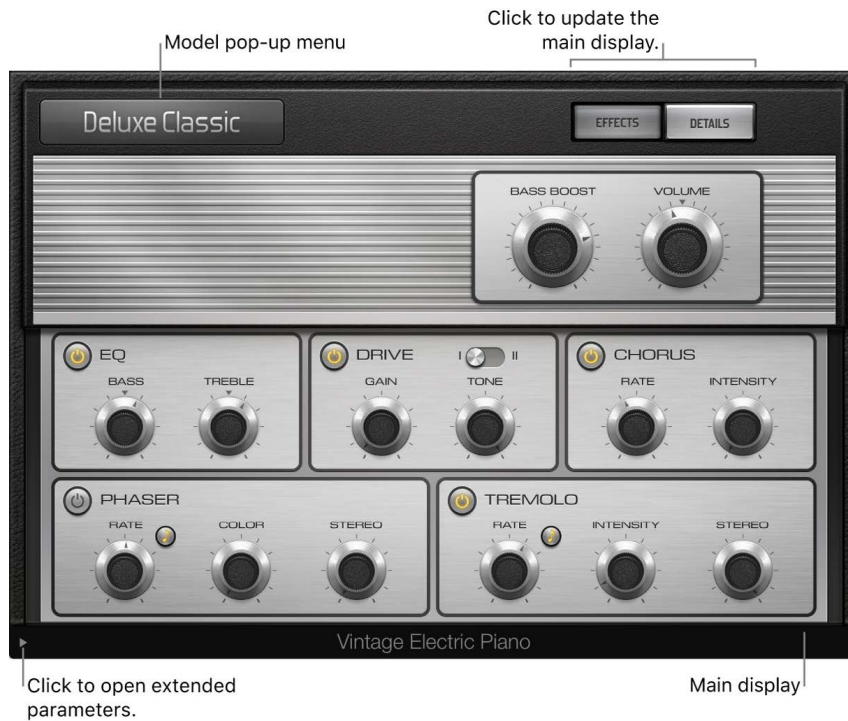 Click to update the
main display.
Model pop-up menu
Deluxe Classic
EFFECTS DETAILS
BASS BOOST VOLUME
EQ DRIVE I II CHORUS
BASS TREBLE GAIN TONE RATE INTENSITY
PHASER TREMOLO
RATE COLOR STEREO RATE INTENSITY STEREO
Vintage Electric Piano
Click to open extended
parameters.
Main display